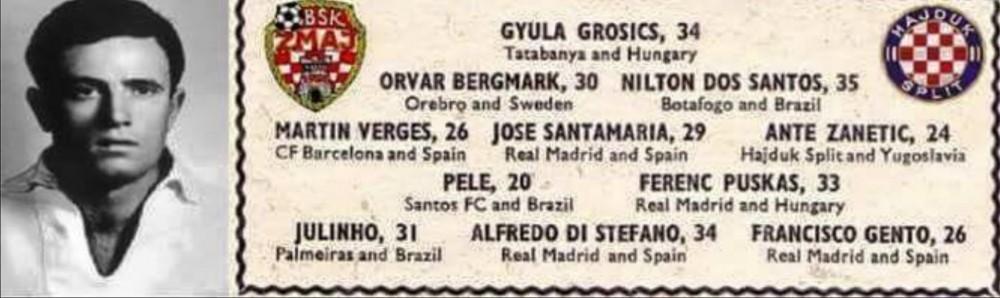 BSK
ZMAJ
HAJDUK
SPLIT
GYULA GROSICS, 34
Tatabanya and Hungary
ORVAR BERGMARK, 30 NILTON DOS SANTOS, 35
Orebro and Sweden Botafogo and Brazil
MARTIN VERGES, 26 JOSE SANTAMARIA, 29 ANTE ZANETIC, 24
CF Barcelona and Spain Real Madrid and Spain Hajduk Split and Yugoslavia
PELE, 20 FERENC PUSKAS, 33
Santos FC and Brazil Real Madrid and Hungary
JULINHO, 31 ALFREDO DI STEFANO, 34 FRANCISCO GENTO, 26
Palmeiras and Brazil Real Madrid and Spain Real Madrid and Spain